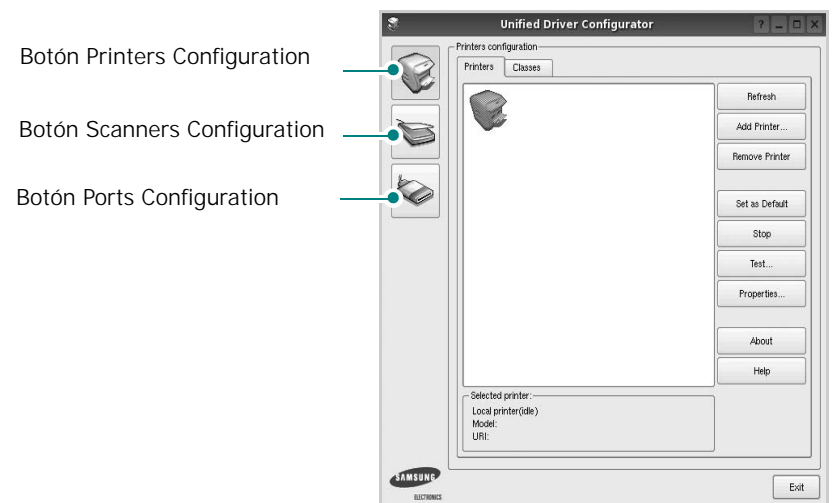 Unified Driver Configurator
Botón Printers Configuration
Botón Scanners Configuration
Botón Ports Configuration
Printers configuration
Printers
Classes
Refresh
Add Printer...
Remove Printer
Set as Default
Stop
Test...
Properties...
About
Help
Selected printer:
Local printer(idle)
Model:
URI:
SAMSUNG
ELECTRONICS
Exit